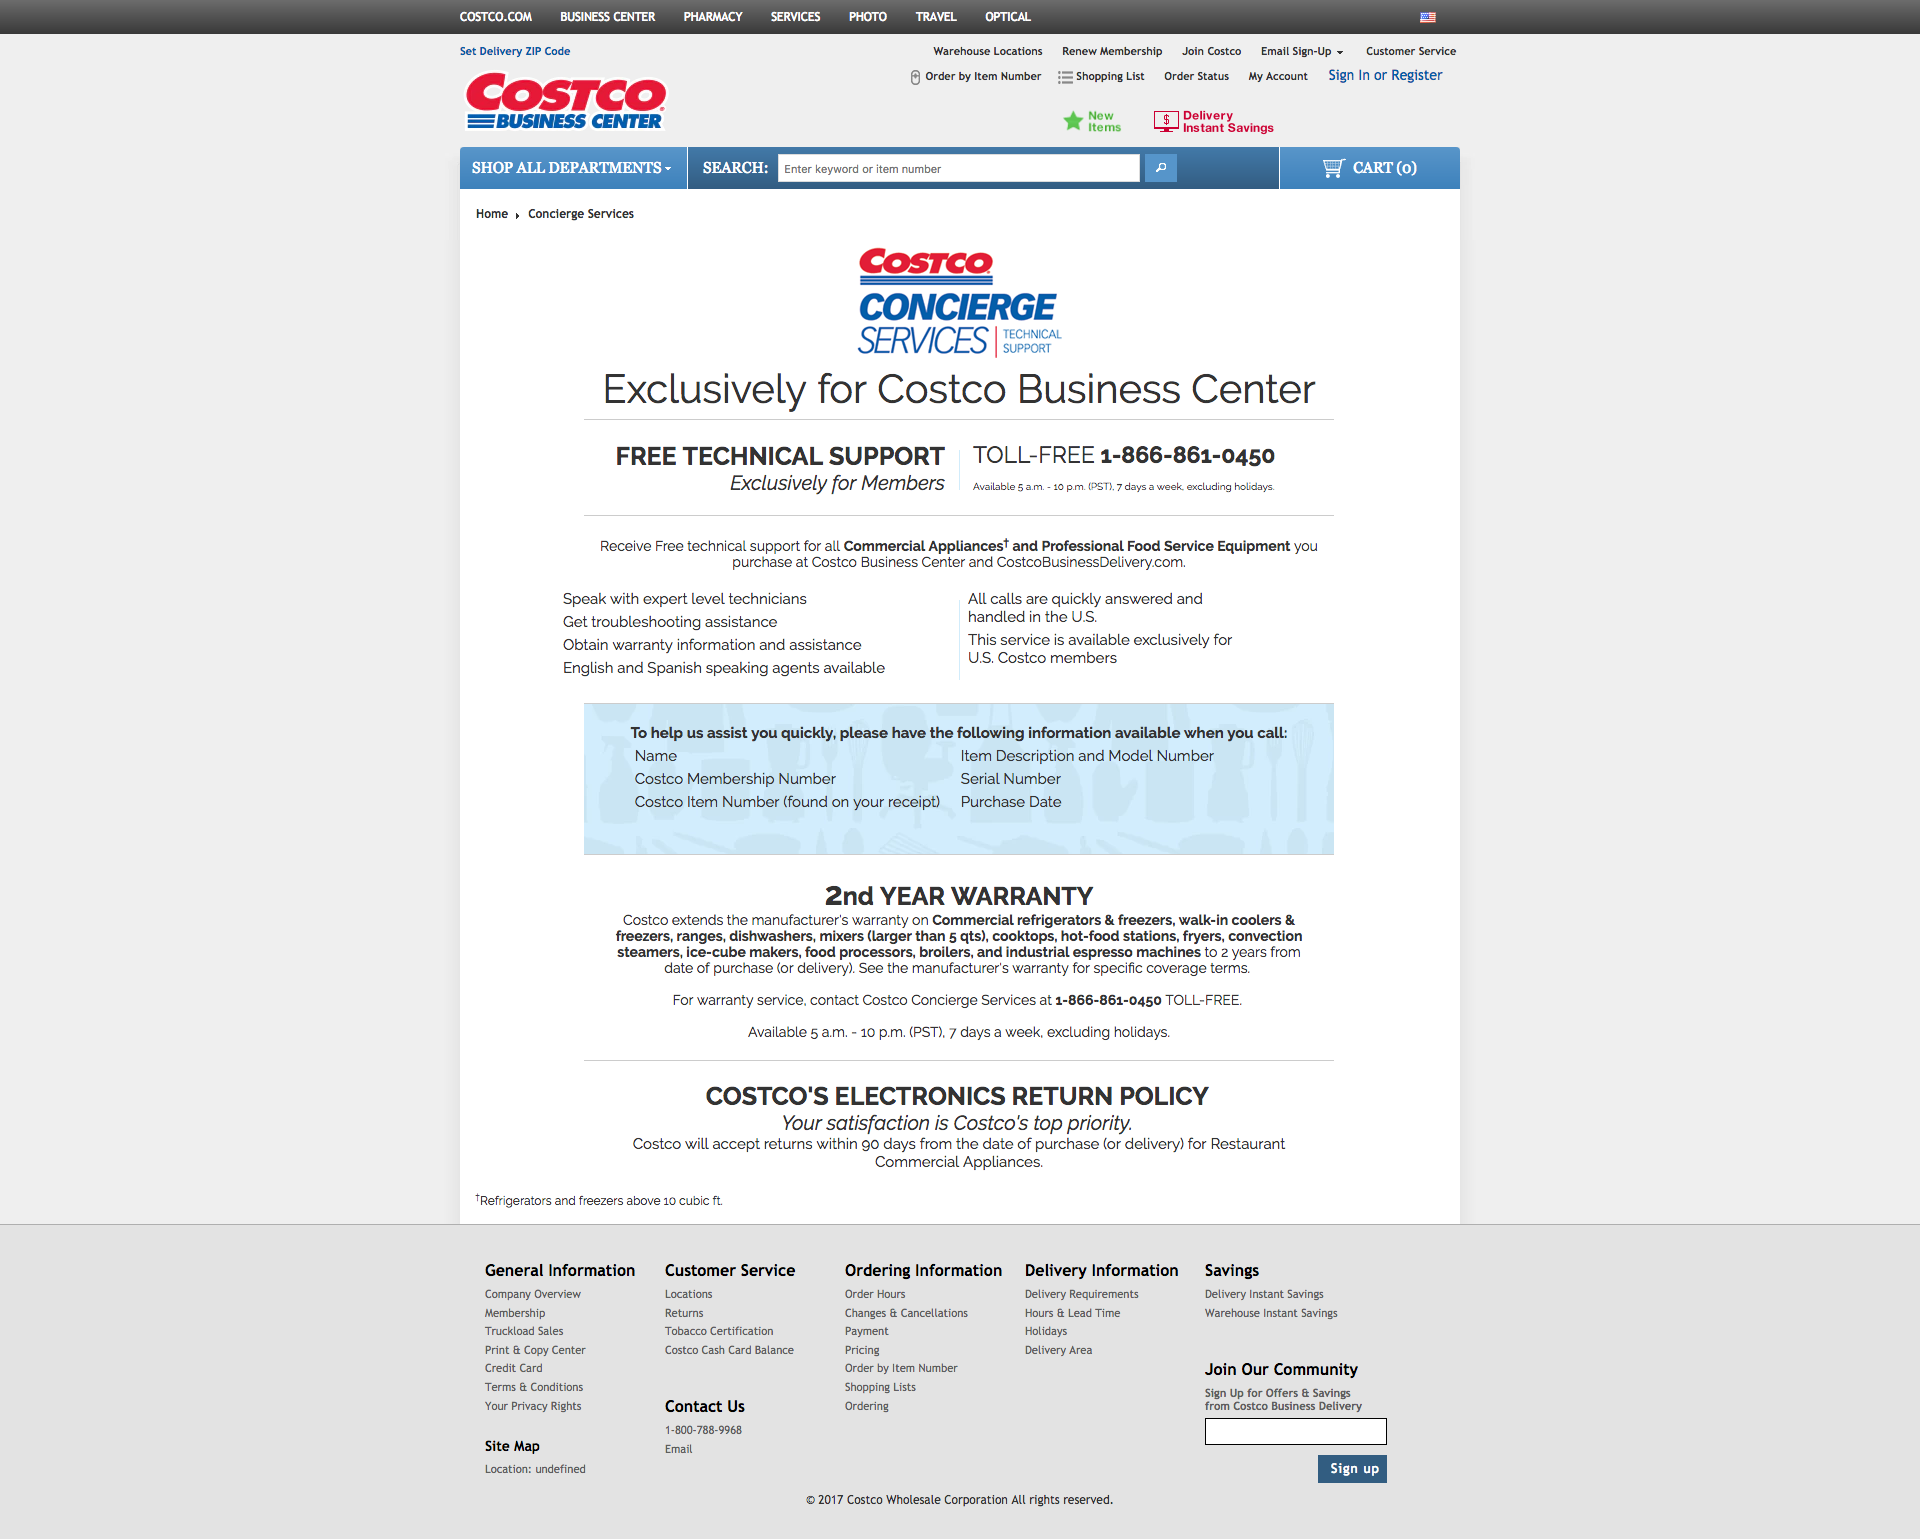 COSTCO.COM BUSINESS CENTER PHARMACY SERVICES PHOTO TRAVEL OPTICAL
Set Delivery ZIP Code
Warehouse Locations Renew Membership Join Costco Email Sign-Up Customer Service
Order by Item Number Shopping List Order Status My Account Sign In or Register
COSTCO
BUSINESS CENTER
New
Items
$ Delivery
Instant Savings
SHOP ALL DEPARTMENTS SEARCH: Enter keyword or item number CART (0)
Home Concierge Services
COSTCO
CONCIERGE
SERVICES TECHNICAL
SUPPORT
Exclusively for Costco Business Center
FREE TECHNICAL SUPPORT
Exclusively for Members
TOLL-FREE 1-866-861-0450
Available 5 a.m. - 10 p.m. (PST), 7 days a week, excluding holidays.
Receive Free technical support for all Commercial Appliances† and Professional Food Service Equipment you
purchase at Costco Business Center and CostcoBusinessDelivery.com.
Speak with expert level technicians
Get troubleshooting assistance
Obtain warranty information and assistance
English and Spanish speaking agents available
All calls are quickly answered and
handled in the U.S.
This service is available exclusively for
U.S. Costco members
To help us assist you quickly, please have the following information available when you call:
Name
Costco Membership Number
Costco Item Number (found on your receipt)
Item Description and Model Number
Serial Number
Purchase Date
2nd YEAR WARRANTY
Costco extends the manufacturer's warranty on Commercial refrigerators & freezers, walk-in coolers &
freezers, ranges, dishwashers, mixers (larger than 5 qts), cooktops, hot-food stations, fryers, convection
steamers, ice-cube makers, food processors, broilers, and industrial espresso machines to 2 years from
date of purchase (or delivery). See the manufacturer's warranty for specific coverage terms.
For warranty service, contact Costco Concierge Services at 1-866-861-0450 TOLL-FREE.
Available 5 a.m. - 10 p.m. (PST), 7 days a week, excluding holidays.
COSTCO'S ELECTRONICS RETURN POLICY
Your satisfaction is Costco's top priority.
Costco will accept returns within 90 days from the date of purchase (or delivery) for Restaurant
Commercial Appliances.
†Refrigerators and freezers above 10 cubic ft.
General Information
Company Overview
Membership
Truckload Sales
Print & Copy Center
Credit Card
Terms & Conditions
Your Privacy Rights
Site Map
Location: undefined
Customer Service
Locations
Returns
Tobacco Certification
Costco Cash Card Balance
Contact Us
1-800-788-9968
Email
Ordering Information
Order Hours
Changes & Cancellations
Payment
Pricing
Order by Item Number
Shopping Lists
Ordering
Delivery Information
Delivery Requirements
Hours & Lead Time
Holidays
Delivery Area
Savings
Delivery Instant Savings
Warehouse Instant Savings
Join Our Community
Sign Up for Offers & Savings
from Costco Business Delivery
Sign up
© 2017 Costco Wholesale Corporation All rights reserved.